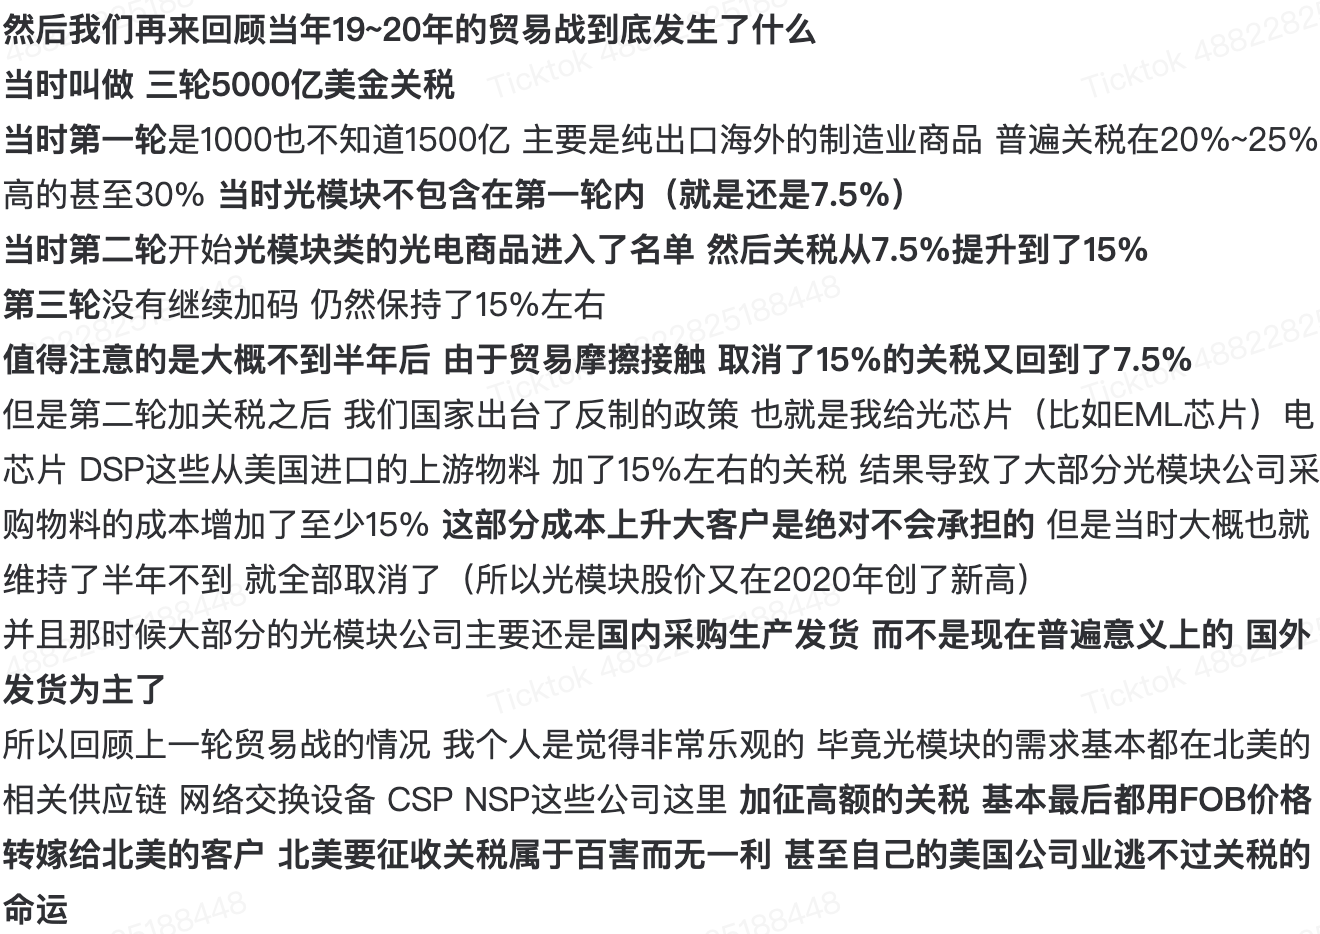 然后我们再来回顾当年19~20年的贸易战到底发生了什么
当时叫做 三轮5000亿美金关税
当时第一轮是1000也不知道1500亿 主要是纯出口海外的制造业商品 普遍关税在20%~25%
高的甚至30% 当时光模块不包含在第一轮内（就是还是7.5%）
当时第二轮开始光模块类的光电商品进入了名单 然后关税从7.5%提升到了15%
第三轮没有继续加码 仍然保持了15%左右
值得注意的是大概不到半年后 由于贸易摩擦接触 取消了15%的关税又回到了7.5%
但是第二轮加关税之后 我们国家出台了反制的政策 也就是我给光芯片（比如EML芯片）电
芯片 DSP这些从美国进口的上游物料 加了15%左右的关税 结果导致了大部分光模块公司采
购物料的成本增加了至少15% 这部分成本上升大客户是绝对不会承担的 但是当时大概也就
维持了半年不到 就全部取消了（所以光模块股价又在2020年创了新高）
并且那时候大部分的光模块公司主要还是国内采购生产发货 而不是现在普遍意义上的 国外
发货为主了
所以回顾上一轮贸易战的情况 我个人是觉得非常乐观的 毕竟光模块的需求基本都在北美的
相关供应链 网络交换设备 CSP NSP这些公司这里 加征高额的关税 基本最后都用FOB价格
转嫁给北美的客户 北美要征收关税属于百害而无一利 甚至自己的美国公司业逃不过关税的
命运
Ticktok 48822825188448